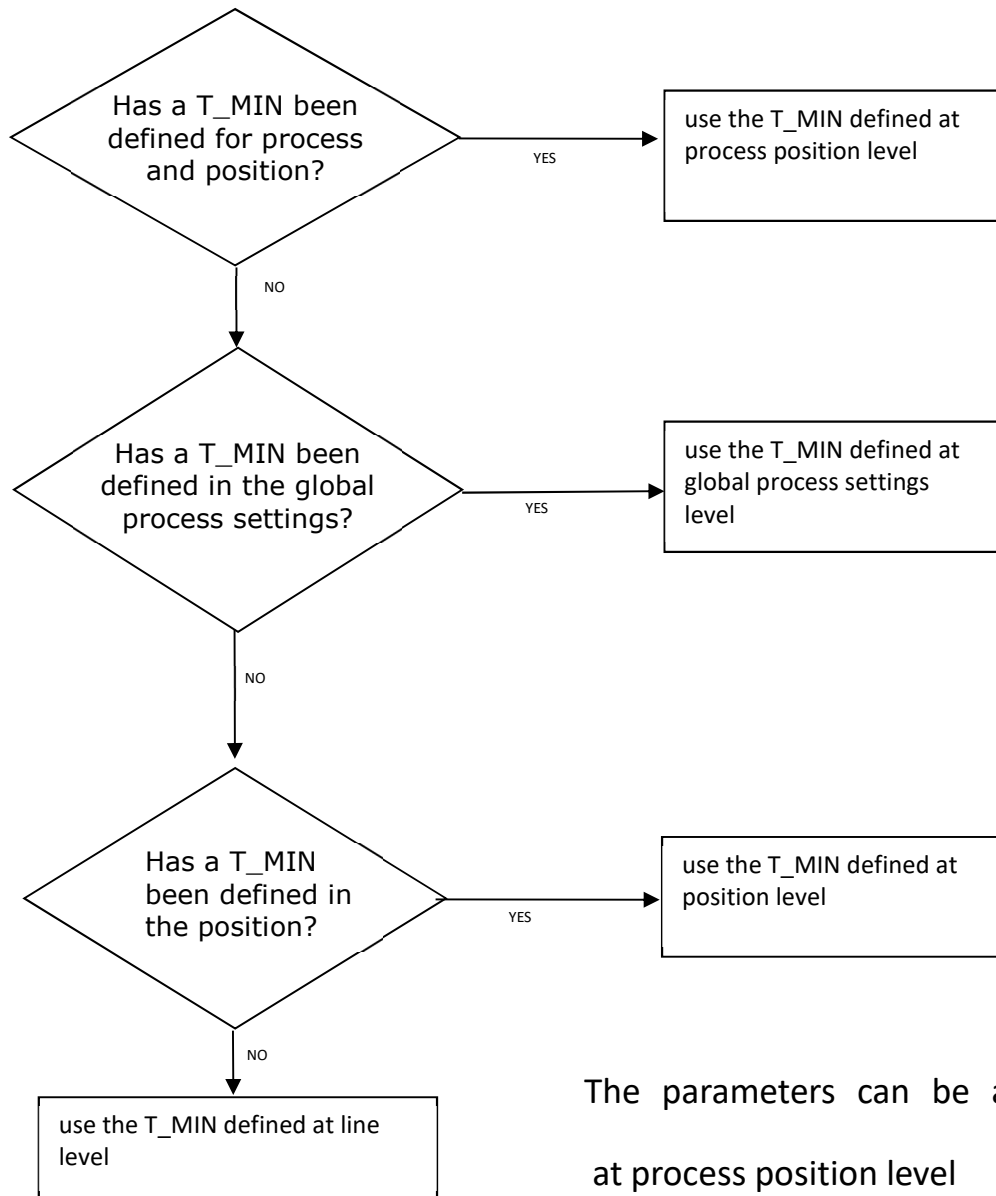 Has a T_MIN been
defined for process
and position?
YES
use the T_MIN defined at
process position level
NO
Has a T_MIN been
defined in the global
process settings?
YES
use the T_MIN defined at
global process settings
level
NO
Has a T_MIN
been defined in
the position?
YES
use the T_MIN defined at
position level
NO
use the T_MIN defined at line
level
The parameters can be
at process position level